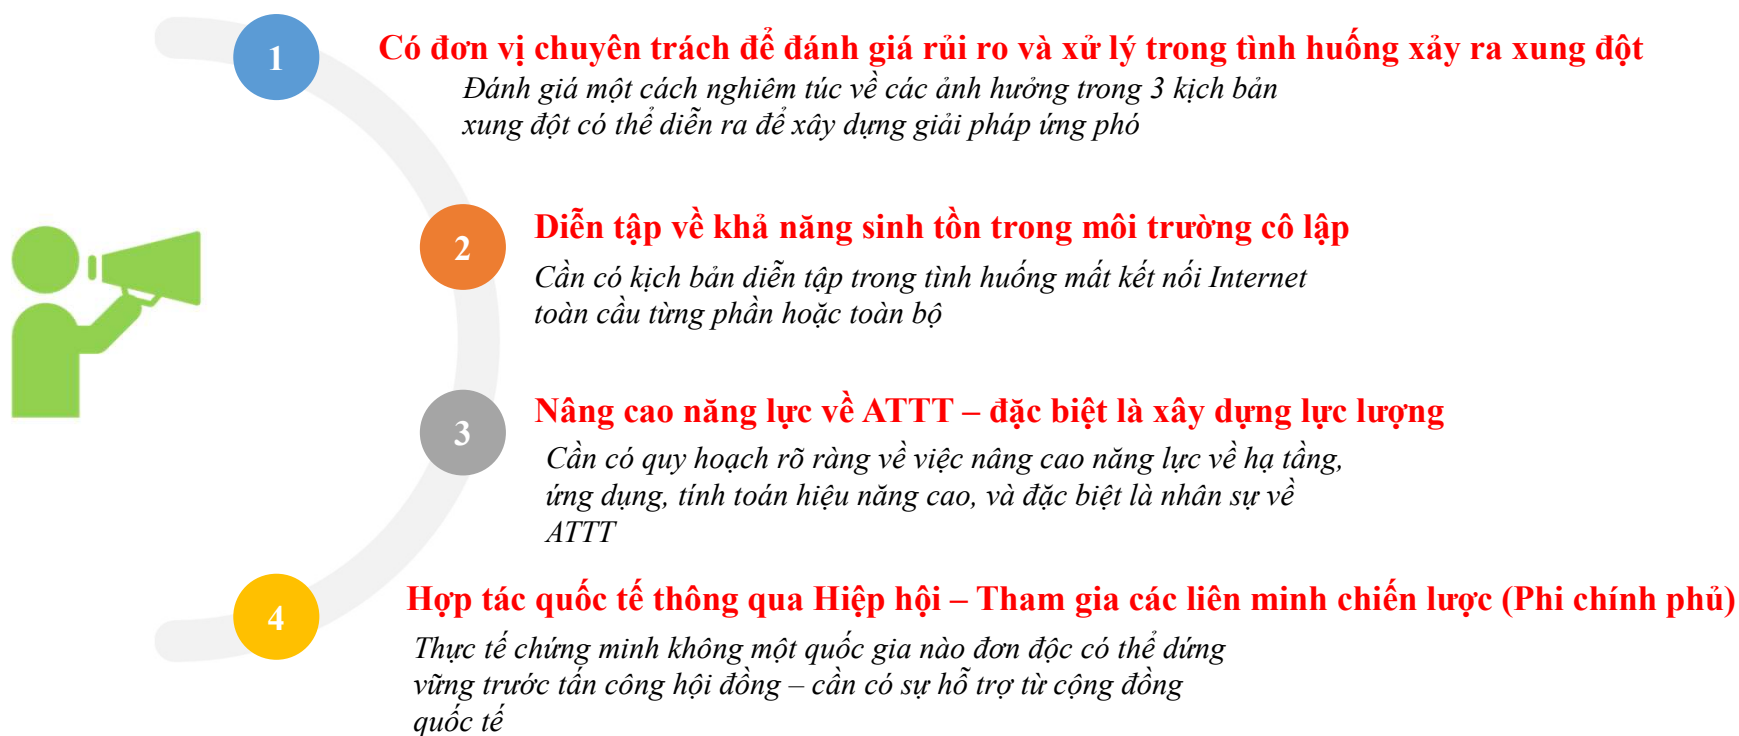 1
Có đơn vị chuyên trách để đánh giá rủi ro và xử lý trong tình huống xảy ra xung đột
Đánh giá một cách nghiêm túc về các ảnh hưởng trong 3 kịch bản
xung đột có thể diễn ra để xây dựng giải pháp ứng phó
2
Diễn tập về khả năng sinh tồn trong môi trường cô lập
Cần có kịch bản diễn tập trong tình huống mất kết nối Internet
toàn cầu từng phần hoặc toàn bộ
3
Nâng cao năng lực về ATTT – đặc biệt là xây dựng lực lượng
Cần có quy hoạch rõ ràng về việc nâng cao năng lực về hạ tầng,
ứng dụng, tính toán hiệu năng cao, và đặc biệt là nhân sự về
ATTT
4
Hợp tác quốc tế thông qua Hiệp hội – Tham gia các liên minh chiến lược (Phi chính phủ)
Thực tế chứng minh không một quốc gia nào đơn độc có thể dứng
vững trước tấn công hội đồng – cần có sự hỗ trợ từ cộng đồng
quốc tế